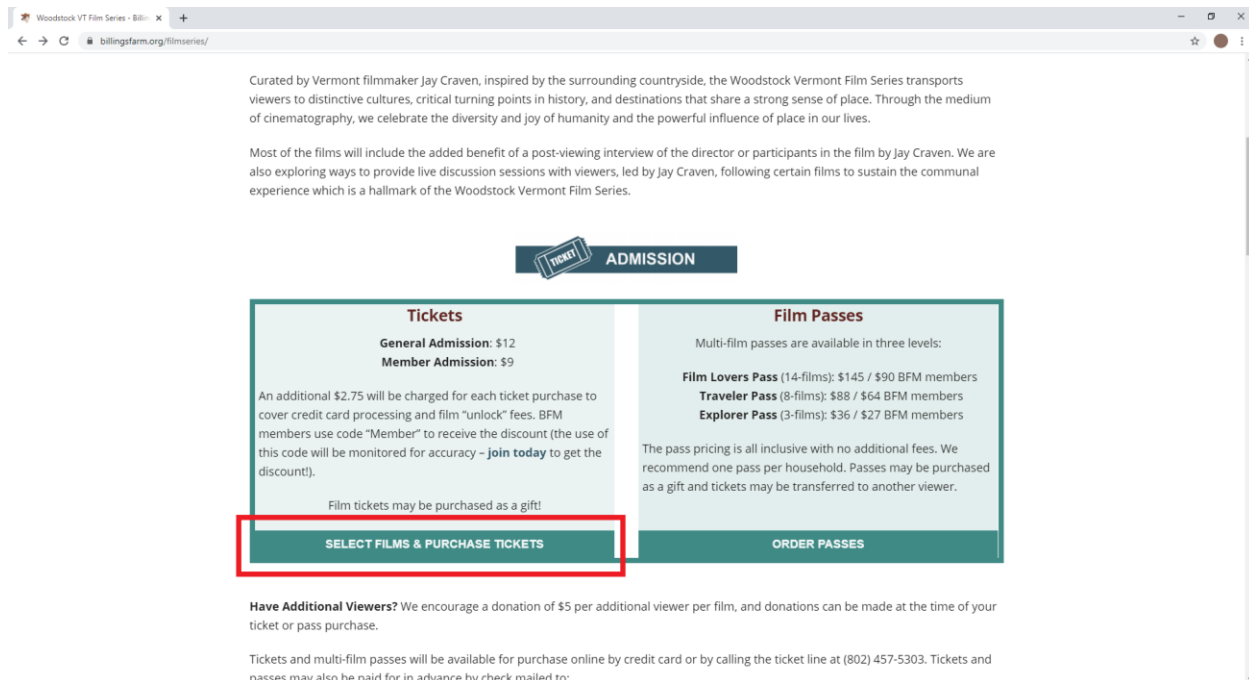 Woodstock VT Film Series - Billin
billingsfarm.org/filmseries/
Curated by Vermont filmmaker Jay Craven, inspired by the surrounding countryside, the Woodstock Vermont Film Series transports
viewers to distinctive cultures, critical turning points in history, and destinations that share a strong sense of place. Through the medium
of cinematography, we celebrate the diversity and joy of humanity and the powerful influence of place in our lives.
Most of the films will include the added benefit of a post-viewing interview of the director or participants in the film by Jay Craven. We are
also exploring ways to provide live discussion sessions with viewers, led by Jay Craven, following certain films to sustain the communal
experience which is a hallmark of the Woodstock Vermont Film Series.
TICKET ADMISSION
Tickets
General Admission: $12
Member Admission: $9
An additional $2.75 will be charged for each ticket purchase to
cover credit card processing and film "unlock" fees. BFM
members use code "Member" to receive the discount (the use of
this code will be monitored for accuracy – join today to get the
discount!).
Film tickets may be purchased as a gift!
SELECT FILMS & PURCHASE TICKETS
Film Passes
Multi-film passes are available in three levels:
Film Lovers Pass (14-films): $145 / $90 BFM members
Traveler Pass (8-films): $88 / $64 BFM members
Explorer Pass (3-films): $36 / $27 BFM members
The pass pricing is all inclusive with no additional fees. We
recommend one pass per household. Passes may be purchased
as a gift and tickets may be transferred to another viewer.
ORDER PASSES
Have Additional Viewers? We encourage a donation of $5 per additional viewer per film, and donations can be made at the time of your
ticket or pass purchase.
Tickets and multi-film passes will be available for purchase online by credit card or by calling the ticket line at (802) 457-5303. Tickets and
passes may also be paid for in advance by check mailed to: